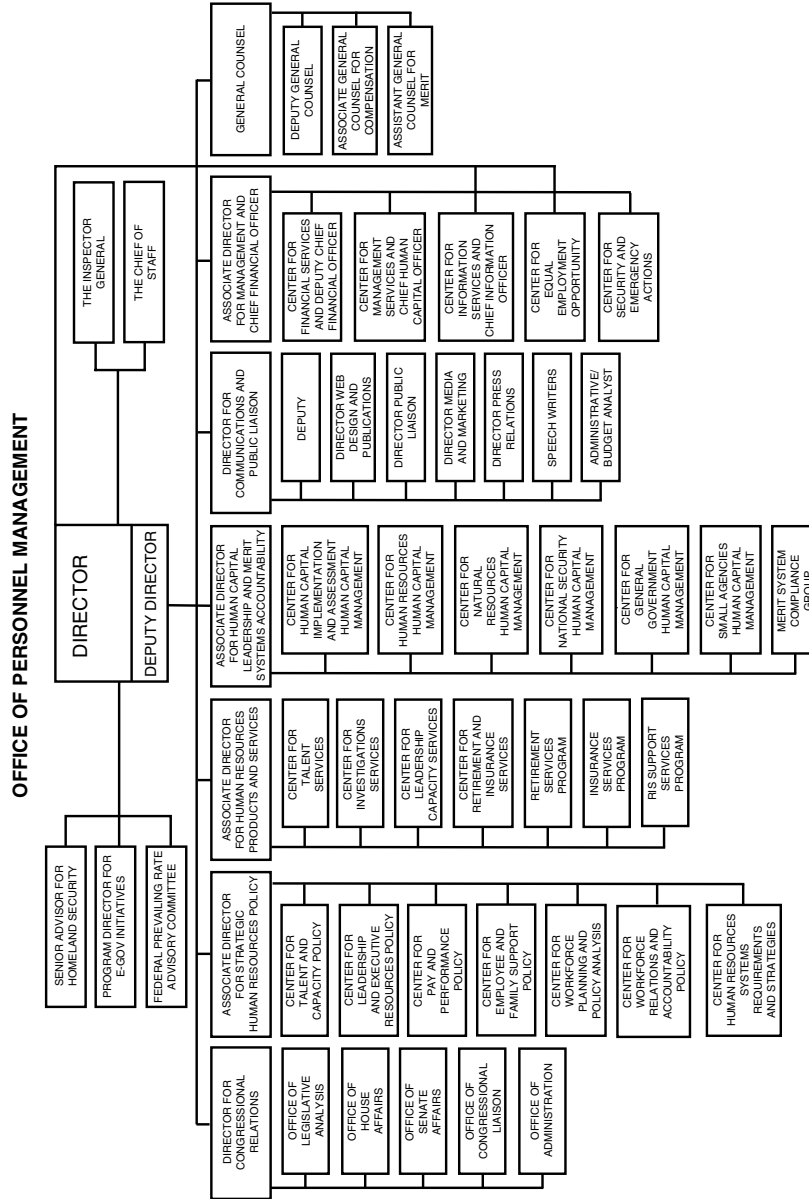 OFFICE OF PERSONNEL MANAGEMENT
SENIOR ADVISOR FOR
HOMELAND SECURITY
PROGRAM DIRECTOR FOR
E-GOV INITIATIVES
FEDERAL PREVAILING RATE
ADVISORY COMMITTEE
DIRECTOR
DEPUTY DIRECTOR
THE INSPECTOR
GENERAL
THE CHIEF OF
STAFF
DIRECTOR FOR
CONGRESSIONAL
RELATIONS
OFFICE OF
LEGISLATIVE
ANALYSIS
OFFICE OF
HOUSE
AFFAIRS
OFFICE OF
SENATE
AFFAIRS
OFFICE OF
CONGRESSIONAL
LIAISON
OFFICE OF
ADMINISTRATION
ASSOCIATE DIRECTOR
FOR STRATEGIC
HUMAN RESOURCES POLICY
CENTER FOR
TALENT AND
CAPACITY POLICY
CENTER FOR
LEADERSHIP
AND EXECUTIVE
RESOURCES POLICY
CENTER FOR
PAY AND
PERFORMANCE
POLICY
CENTER FOR
EMPLOYEE AND
FAMILY SUPPORT
POLICY
CENTER FOR
WORKFORCE
PLANNING AND
POLICY ANALYSIS
CENTER FOR
WORKFORCE
RELATIONS AND
ACCOUNTABILITY
POLICY
CENTER FOR
HUMAN RESOURCES
SYSTEMS
REQUIREMENTS
AND STRATEGIES
ASSOCIATE DIRECTOR
FOR HUMAN RESOURCES
PRODUCTS AND SERVICES
CENTER FOR
TALENT
SERVICES
CENTER FOR
INVESTIGATIONS
SERVICES
CENTER FOR
LEADERSHIP
CAPACITY SERVICES
CENTER FOR
RETIREMENT AND
INSURANCE
SERVICES
RETIREMENT
SERVICES
PROGRAM
INSURANCE
SERVICES
PROGRAM
RIS SUPPORT
SERVICES
PROGRAM
ASSOCIATE DIRECTOR
FOR HUMAN CAPITAL
LEADERSHIP AND MERIT
SYSTEMS ACCOUNTABILITY
CENTER FOR
HUMAN CAPITAL
IMPLEMENTATION
AND ASSESSMENT
HUMAN CAPITAL
MANAGEMENT
CENTER FOR
HUMAN RESOURCES
HUMAN CAPITAL
MANAGEMENT
CENTER FOR
NATURAL
RESOURCES
HUMAN CAPITAL
MANAGEMENT
CENTER FOR
NATIONAL SECURITY
HUMAN CAPITAL
MANAGEMENT
CENTER FOR
GENERAL
GOVERNMENT
HUMAN CAPITAL
MANAGEMENT
CENTER FOR
SMALL AGENCIES
HUMAN CAPITAL
MANAGEMENT
MERIT SYSTEM
COMPLIANCE
GROUP
DIRECTOR FOR
COMMUNICATIONS AND
PUBLIC LIAISON
DEPUTY
DIRECTOR WEB
DESIGN AND
PUBLICATIONS
DIRECTOR PUBLIC
LIAISON
DIRECTOR MEDIA
AND MARKETING
DIRECTOR PRESS
RELATIONS
SPEECH WRITERS
ADMINISTRATIVE/
BUDGET ANALYST
ASSOCIATE DIRECTOR
FOR MANAGEMENT AND
CHIEF FINANCIAL OFFICER
CENTER FOR
FINANCIAL SERVICES
AND DEPUTY CHIEF
FINANCIAL OFFICER
CENTER FOR
MANAGEMENT
SERVICES AND
CHIEF HUMAN
CAPITAL OFFICER
CENTER FOR
INFORMATION
SERVICES AND
CHIEF INFORMATION
OFFICER
CENTER FOR
EQUAL
EMPLOYMENT
OPPORTUNITY
CENTER FOR
SECURITY AND
EMERGENCY
ACTIONS
GENERAL COUNSEL
DEPUTY GENERAL
COUNSEL
ASSOCIATE GENERAL
COUNSEL FOR
COMPENSATION
ASSISTANT GENERAL
COUNSEL FOR
MERIT